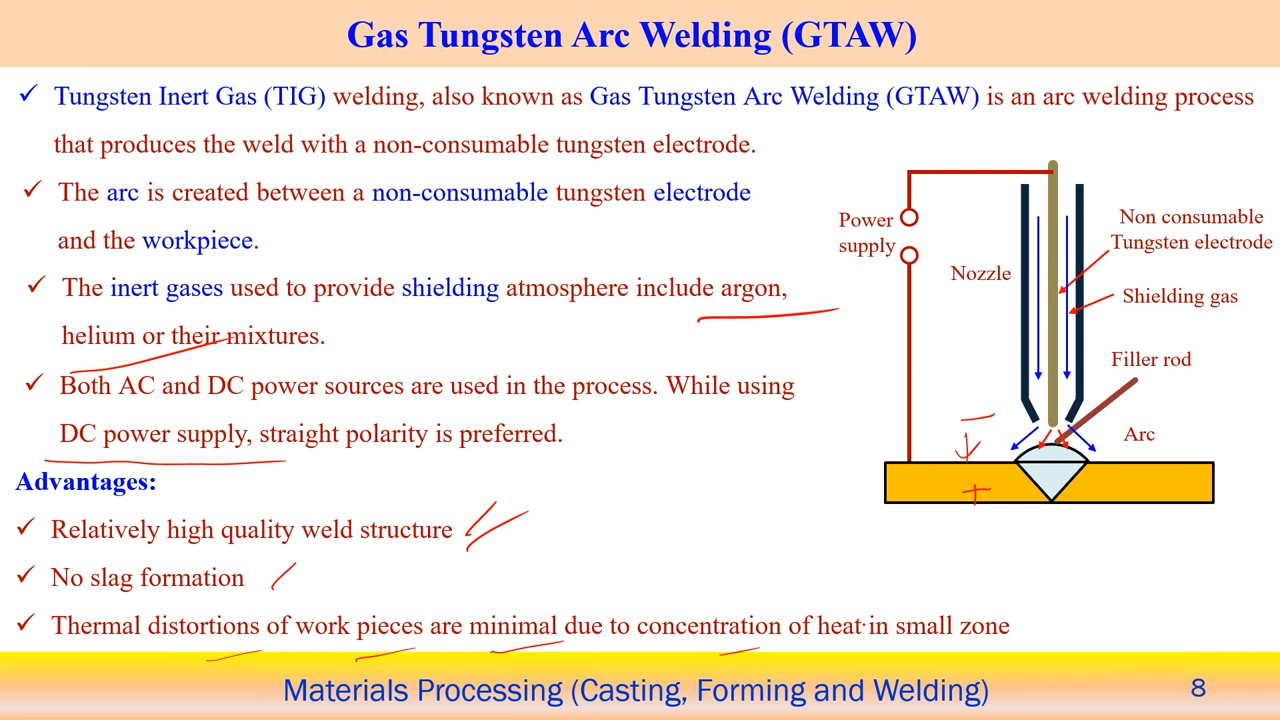 Gas Tungsten Arc Welding (GTAW)
✓ Tungsten Inert Gas (TIG) welding, also known as Gas Tungsten Arc Welding (GTAW) is an arc welding process
that produces the weld with a non-consumable tungsten electrode.
✓ The arc is created between a non-consumable tungsten electrode
and the workpiece.
✓ The inert gases used to provide shielding atmosphere include argon,
helium or their mixtures.
✓ Both AC and DC power sources are used in the process. While using
DC power supply, straight polarity is preferred.
Advantages:
✓ Relatively high quality weld structure
✓ No slag formation
✓ Thermal distortions of work pieces are minimal due to concentration of heat in small zone
Power
supply
Nozzle
Non consumable
Tungsten electrode
Shielding gas
Filler rod
Arc
−
+
Materials Processing (Casting, Forming and Welding)
8